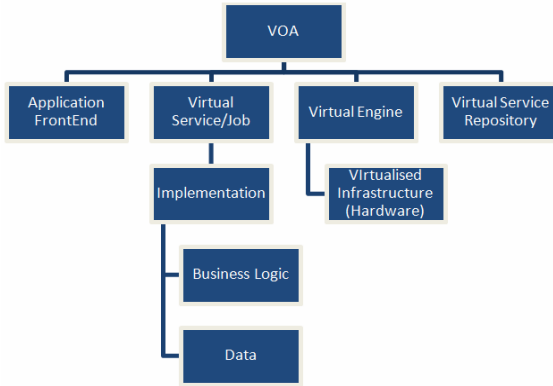 VOA
Application
FrontEnd
Virtual
Service/Job
Virtual Engine
Virtual Service
Repository
Implementation
VIrtualised
Infrastructure
(Hardware)
Business Logic
Data